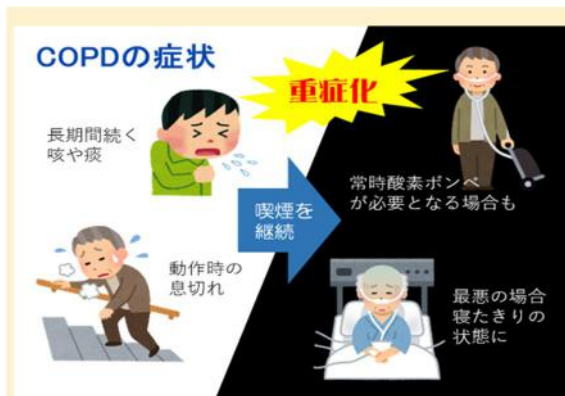 COPDの症状
重症化
長期間続く
咳や痰
喫煙を
継続
常時酸素ボンベ
が必要となる場合も
動作時の
息切れ
最悪の場合
寝たきりの
状態に